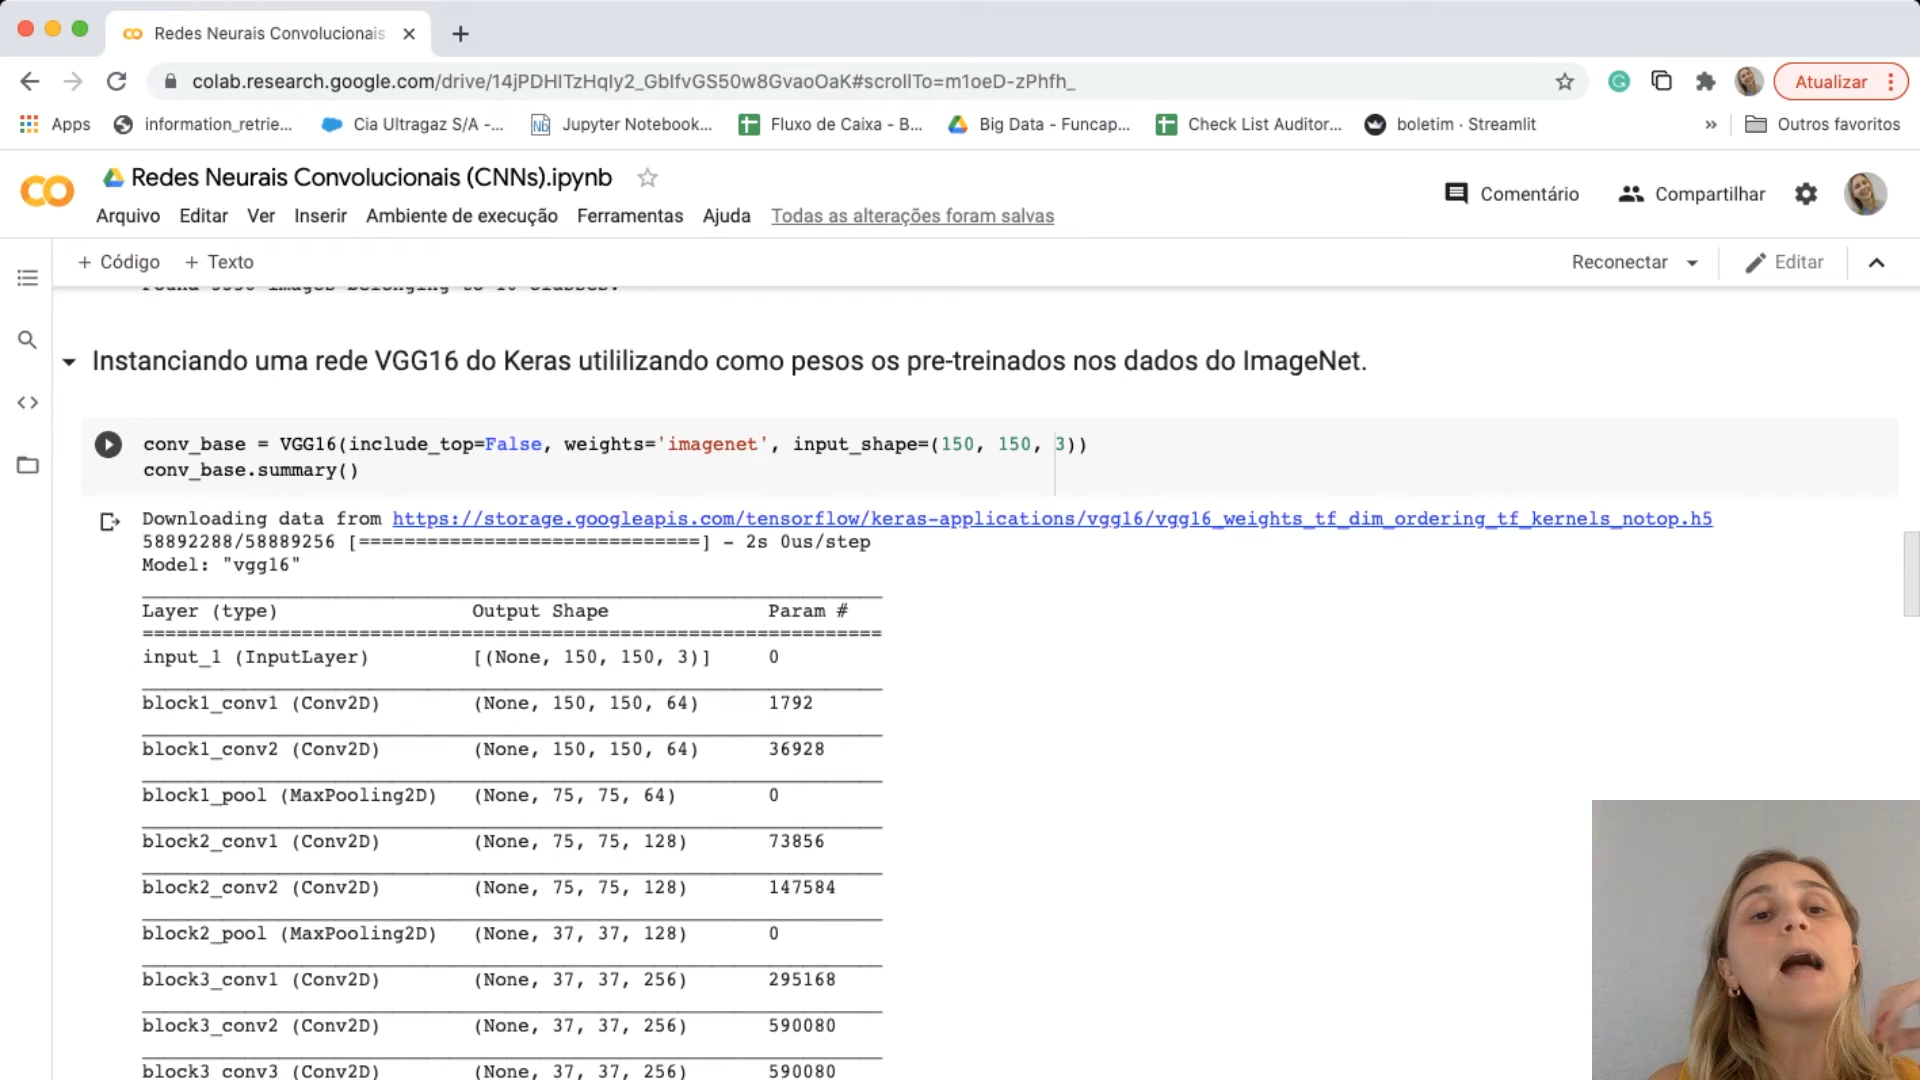 Redes Neurais Convolucionais
colab.research.google.com/drive/14jPDHITzHqIy2_GbIfvGS50w8GvaoOaK#scrollTo=m1oeD-zPhfh_
Atualizar
Apps
information_retrie...
Cia Ultragaz S/A -...
Jupyter Notebook...
Fluxo de Caixa - B...
Big Data - Funcap...
Check List Auditor...
boletim · Streamlit
»
Outros favoritos
Redes Neurais Convolucionais (CNNs).ipynb
Comentário
Compartilhar
Arquivo Editar Ver Inserir Ambiente de execução Ferramentas Ajuda Todas as alterações foram salvas
+ Código + Texto
Reconectar
Editar
Instanciando uma rede VGG16 do Keras utililizando como pesos os pre-treinados nos dados do ImageNet.
conv_base = VGG16(include_top=False, weights='imagenet', input_shape=(150, 150, 3))
conv_base.summary()
Downloading data from https://storage.googleapis.com/tensorflow/keras-applications/vgg16/vgg16_weights_tf_dim_ordering_tf_kernels_notop.h5
58892288/58889256 [==============================] - 2s 0us/step
Model: "vgg16"
Layer (type) Output Shape Param #
=================================================================
input_1 (InputLayer) [(None, 150, 150, 3)] 0
block1_conv1 (Conv2D) (None, 150, 150, 64) 1792
block1_conv2 (Conv2D) (None, 150, 150, 64) 36928
block1_pool (MaxPooling2D) (None, 75, 75, 64) 0
block2_conv1 (Conv2D) (None, 75, 75, 128) 73856
block2_conv2 (Conv2D) (None, 75, 75, 128) 147584
block2_pool (MaxPooling2D) (None, 37, 37, 128) 0
block3_conv1 (Conv2D) (None, 37, 37, 256) 295168
block3_conv2 (Conv2D) (None, 37, 37, 256) 590080
block3_conv3 (Conv2D) (None, 37, 37, 256) 590080